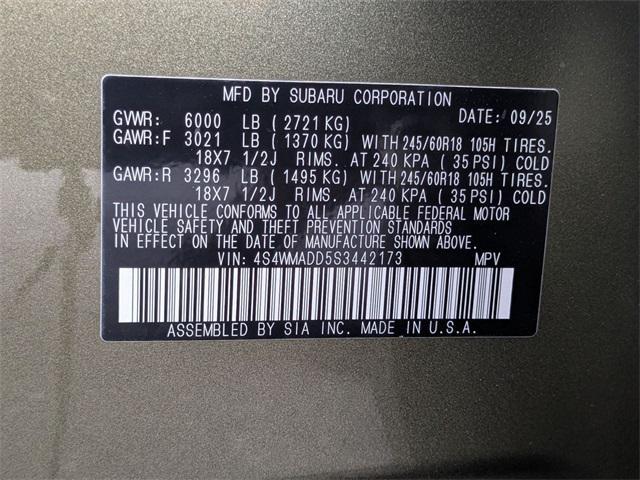 MFD BY SUBARU CORPORATION
GVWR: 6000 LB (2721 KG) DATE: 09/25
GAWR:F 3021 LB (1370 KG) WITH 245/60R18 105H TIRES.
18X7 1/2J RIMS. AT 240 KPA (35 PSI) COLD
GAWR:R 3296 LB (1495 KG) WITH 245/60R18 105H TIRES.
18X7 1/2J RIMS. AT 240 KPA (35 PSI) COLD
THIS VEHICLE CONFORMS TO ALL APPLICABLE FEDERAL MOTOR
VEHICLE SAFETY AND THEFT PREVENTION STANDARDS
IN EFFECT ON THE DATE OF MANUFACTURE SHOWN ABOVE.
VIN: 4S4WMADD5S3442173 MPV
ASSEMBLED BY SIA INC. MADE IN U.S.A.